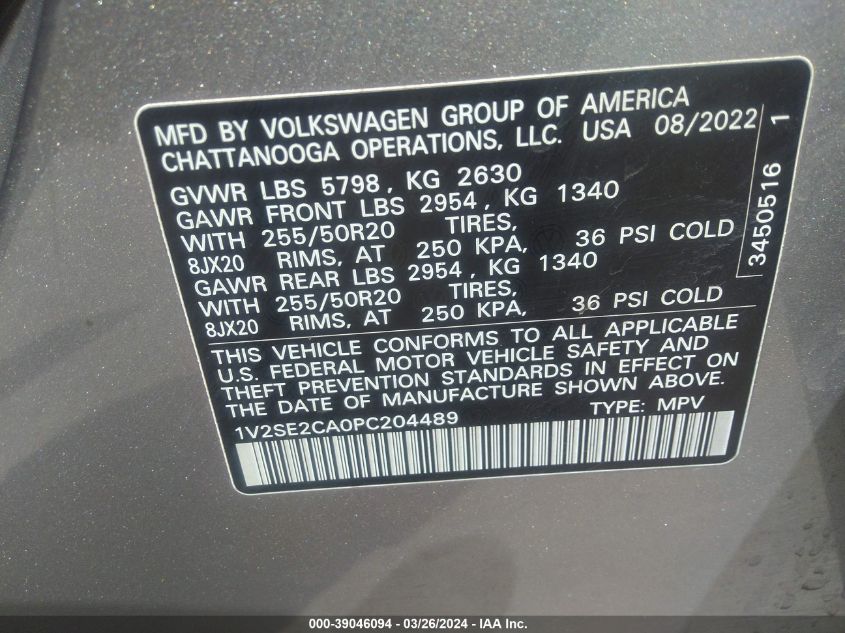 MFD BY VOLKSWAGEN GROUP OF AMERICA
CHATTANOOGA OPERATIONS, LLC. USA 08/2022
GVWR LBS 5798, KG 2630
GAWR FRONT LBS 2954, KG 1340
WITH 255/50R20 TIRES,
8JX20 RIMS, AT 250 KPA, 36 PSI COLD
GAWR REAR LBS 2954, KG 1340
WITH 255/50R20 TIRES,
8JX20 RIMS, AT 250 KPA, 36 PSI COLD
3450516 1
THIS VEHICLE CONFORMS TO ALL APPLICABLE
U.S. FEDERAL MOTOR VEHICLE SAFETY AND
THEFT PREVENTION STANDARDS IN EFFECT ON
THE DATE OF MANUFACTURE SHOWN ABOVE.
1V2SE2CA0PC204489 TYPE: MPV
000-39046094 - 03/26/2024 - IAA Inc.